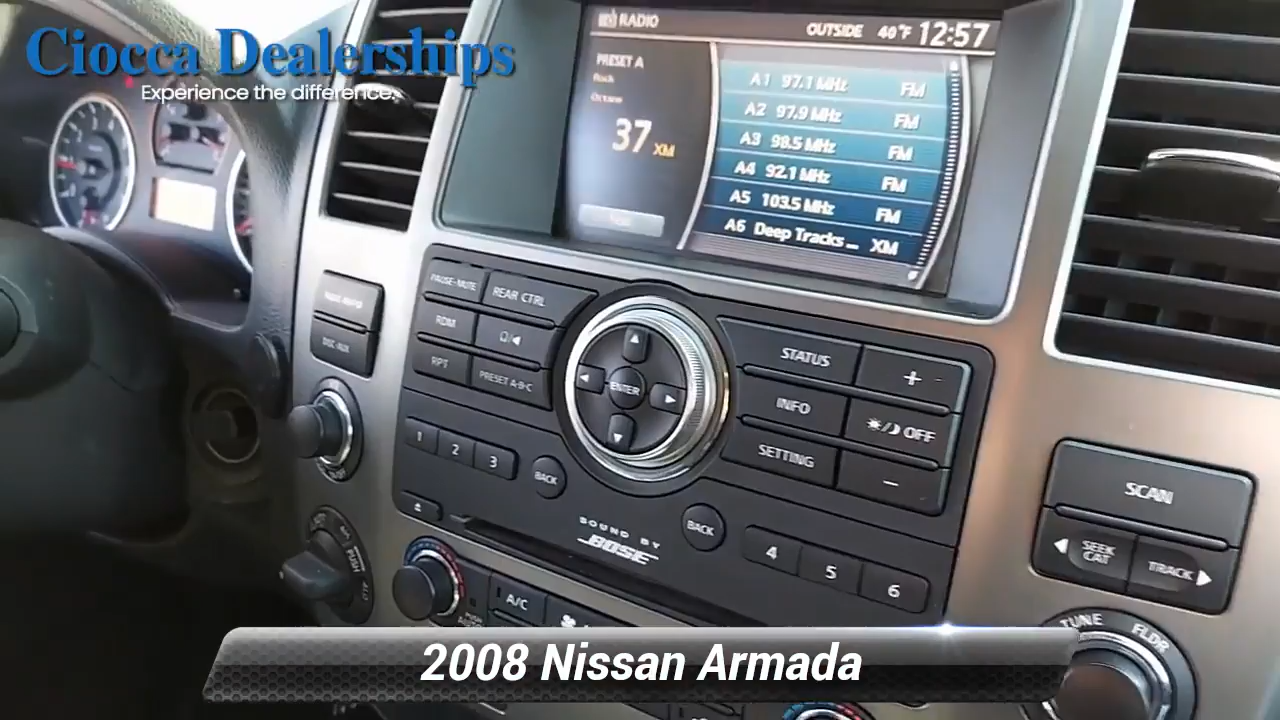 Ciocca Dealerships
Experience the difference.
RADIO
OUTSIDE 40°F 12:57
PRESET A
Rock
37 XM
A1 97.1 MHz FM
A2 97.9 MHz FM
A3 98.5 MHz FM
A4 92.1 MHz FM
A5 103.5 MHz FM
A6 Deep Tracks ... XM
PAUSE·MUTE
REAR CTRL
RDM
RPT
PRESET A·B·C
DISC·AUX
ENTER
STATUS
+
INFO
OFF
SETTING
−
1 2 3
BACK
BACK
4 5 6
SOUND BY
BOSE
SCAN
SEEK
CAT
TRACK
TUNE FLDR
A/C
2008 Nissan Armada